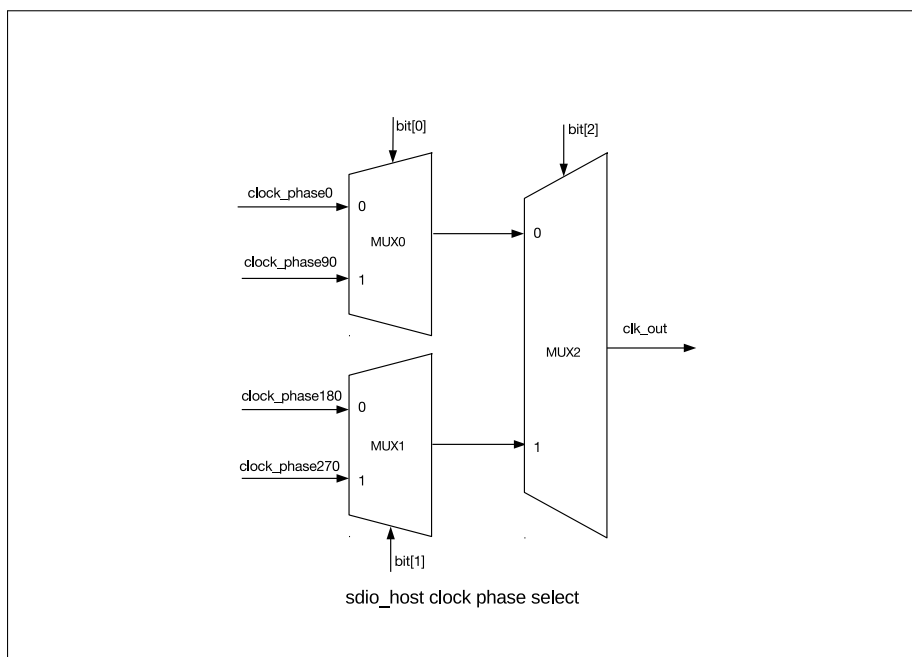 bit[0]
bit[2]
clock_phase0
0
MUX0
0
clock_phase90
1
clk_out
MUX2
clock_phase180
0
MUX1
1
clock_phase270
1
bit[1]
sdio_host clock phase select